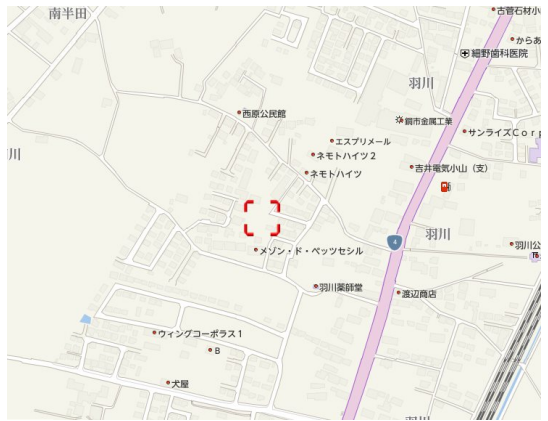 南半田
古菅石材小
からあ
細野歯科医院
羽川
西原公民館
鋼市金属工業
サンライズCorp
エスプリメール
ネモトハイツ2
川
ネモトハイツ
吉井電気小山(支)
4
羽川
羽川公
メゾン・ド・ベッツセシル
羽川薬師堂
渡辺商店
ウィングコーポラス1
B
犬屋
羽川